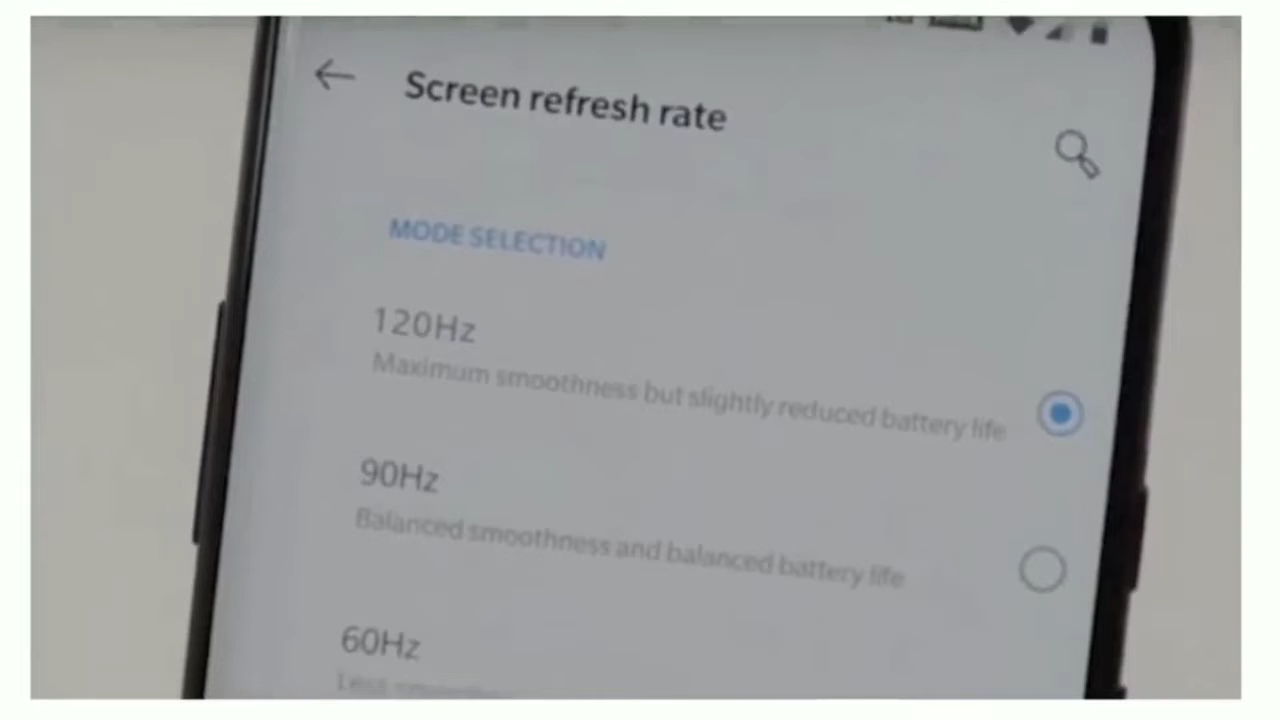 Screen refresh rate
MODE SELECTION
120Hz
Maximum smoothness but slightly reduced battery life
90Hz
Balanced smoothness and balanced battery life
60Hz
Less